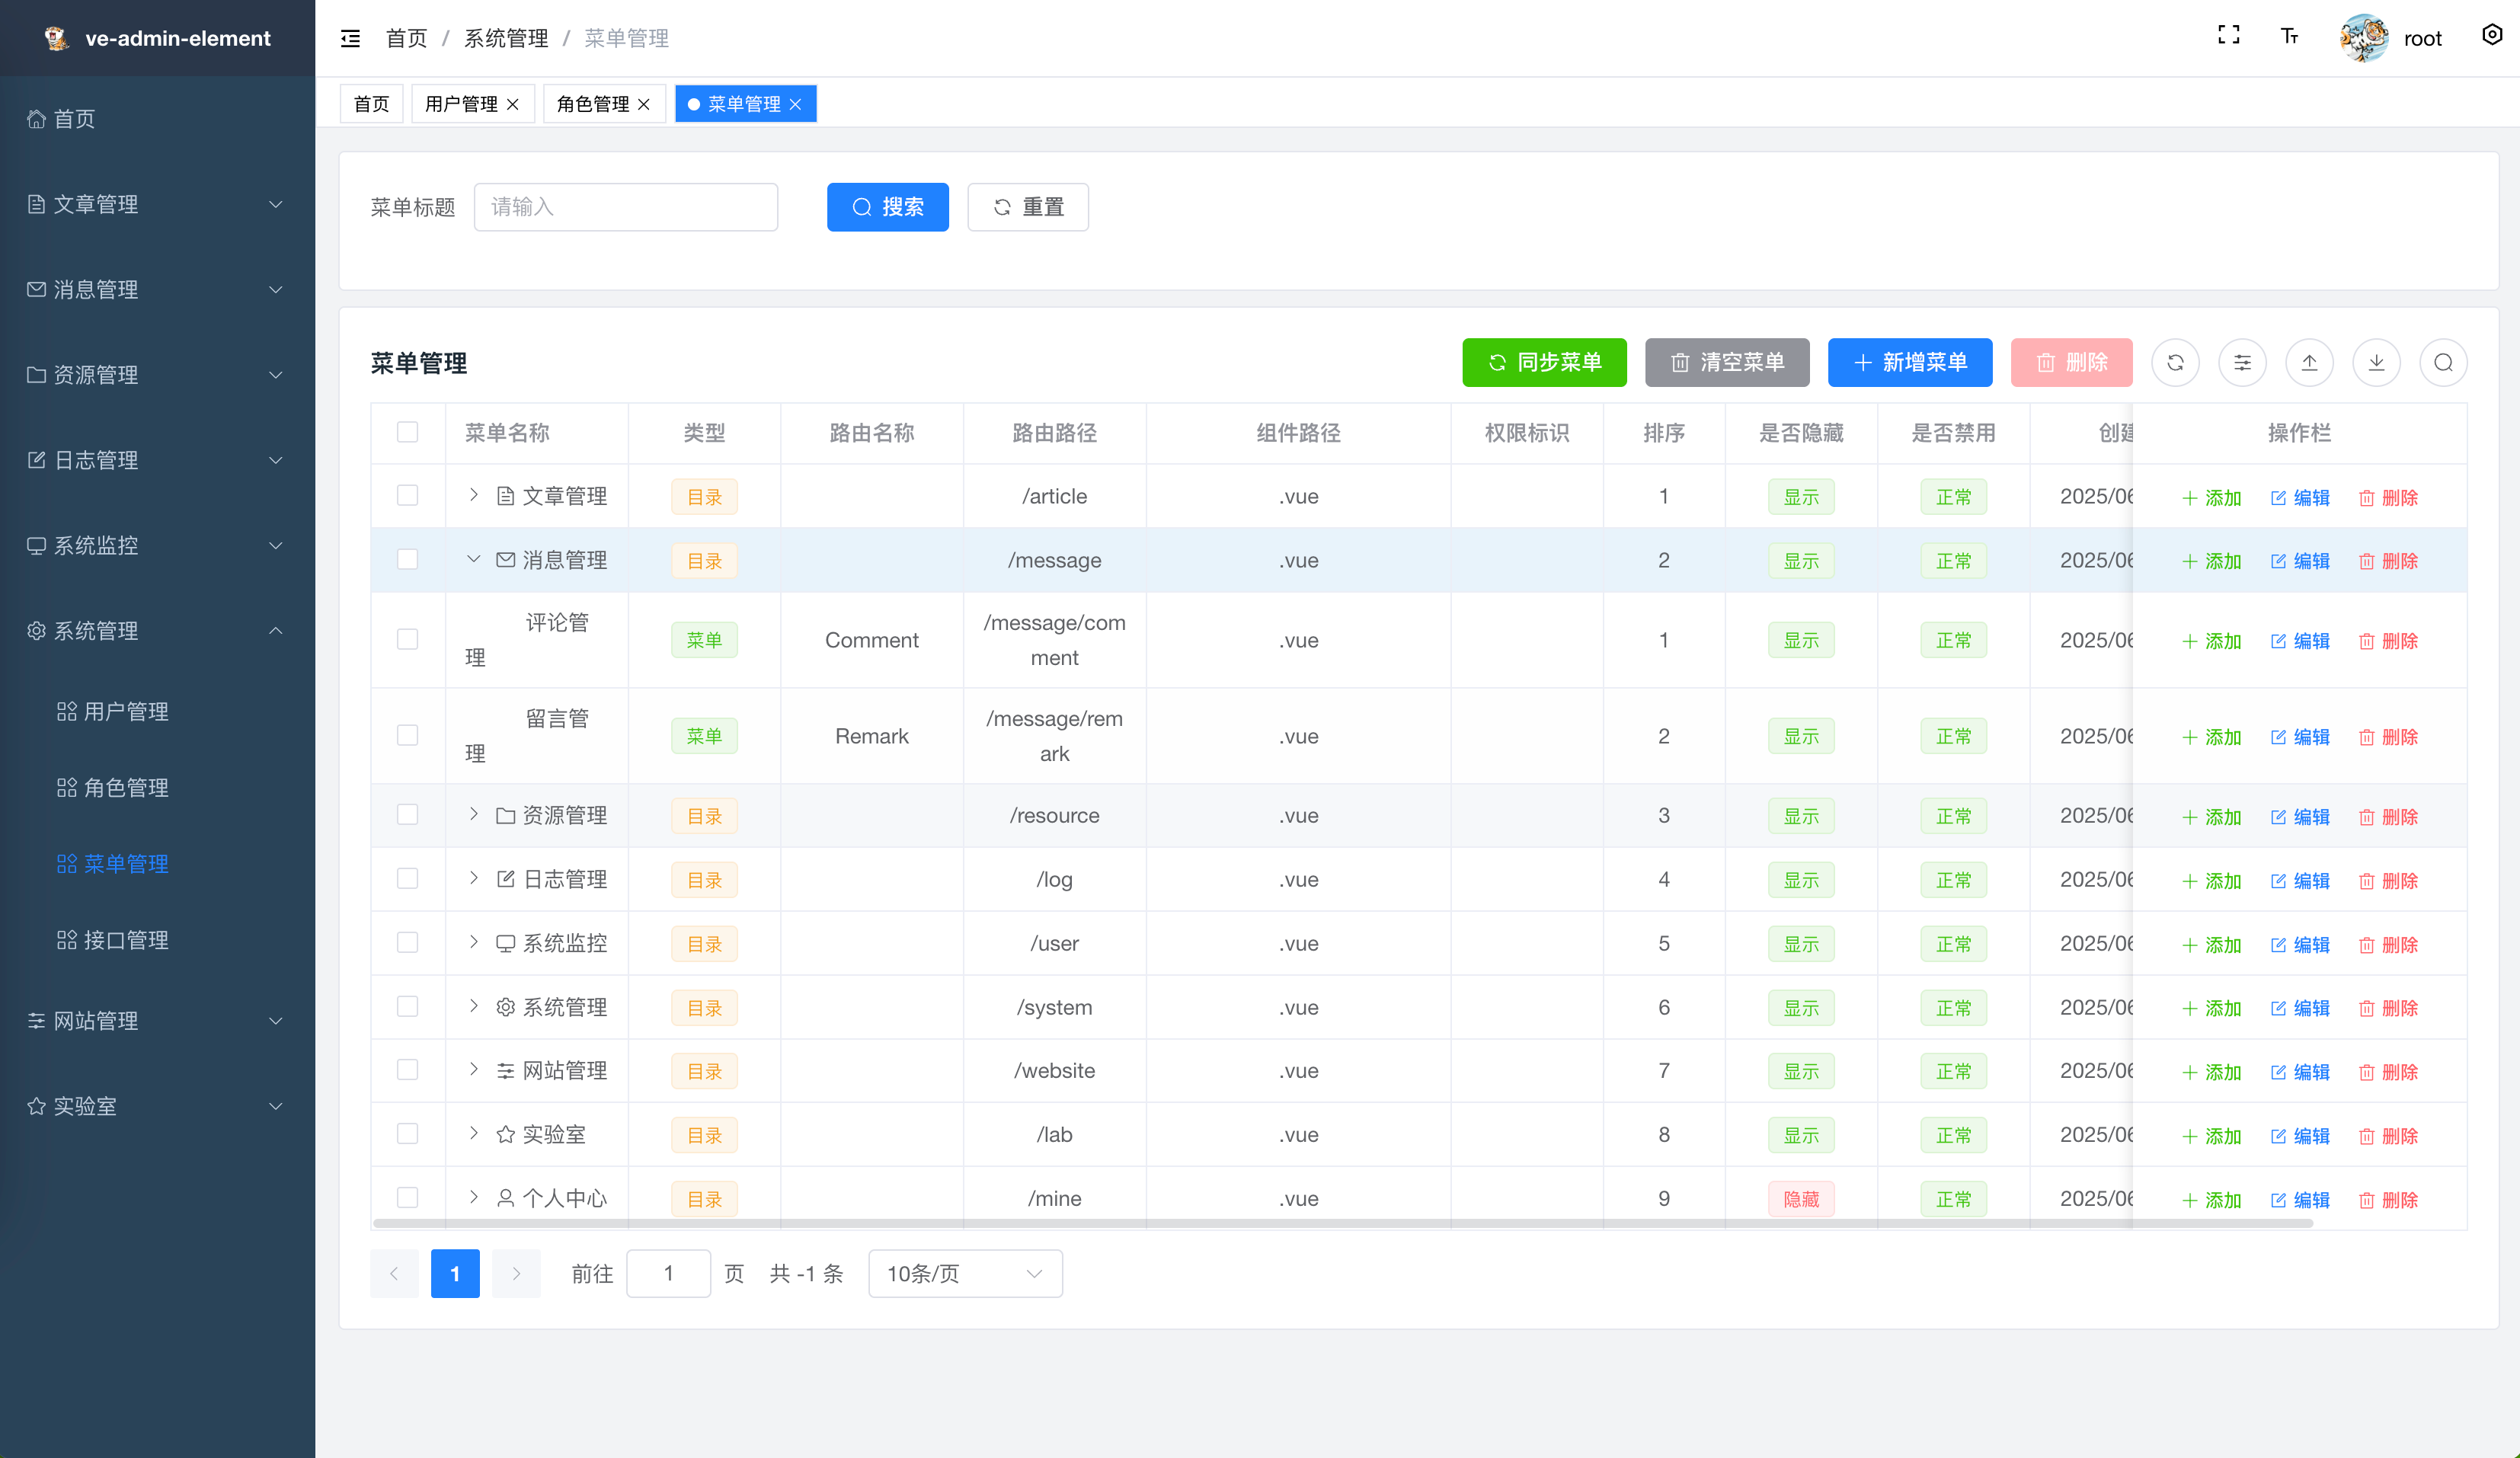 ve-admin-element
首页 / 系统管理 / 菜单管理
Tт
root
首页
用户管理
角色管理
菜单管理
首页
文章管理
消息管理
资源管理
日志管理
系统监控
系统管理
用户管理
角色管理
菜单管理
接口管理
网站管理
实验室
菜单标题 请输入 搜索 重置
菜单管理 同步菜单 清空菜单 新增菜单 删除
菜单名称 类型 路由名称 路由路径 组件路径 权限标识 排序 是否隐藏 是否禁用 创建 操作栏
文章管理 目录 /article .vue 1 显示 正常 2025/06 添加 编辑 删除
消息管理 目录 /message .vue 2 显示 正常 2025/06 添加 编辑 删除
评论管
理 菜单 Comment /message/com
ment .vue 1 显示 正常 2025/06 添加 编辑 删除
留言管
理 菜单 Remark /message/rem
ark .vue 2 显示 正常 2025/06 添加 编辑 删除
资源管理 目录 /resource .vue 3 显示 正常 2025/06 添加 编辑 删除
日志管理 目录 /log .vue 4 显示 正常 2025/06 添加 编辑 删除
系统监控 目录 /user .vue 5 显示 正常 2025/06 添加 编辑 删除
系统管理 目录 /system .vue 6 显示 正常 2025/06 添加 编辑 删除
网站管理 目录 /website .vue 7 显示 正常 2025/06 添加 编辑 删除
实验室 目录 /lab .vue 8 显示 正常 2025/06 添加 编辑 删除
个人中心 目录 /mine .vue 9 隐藏 正常 2025/06 添加 编辑 删除
1 前往 1 页 共 -1 条 10条/页